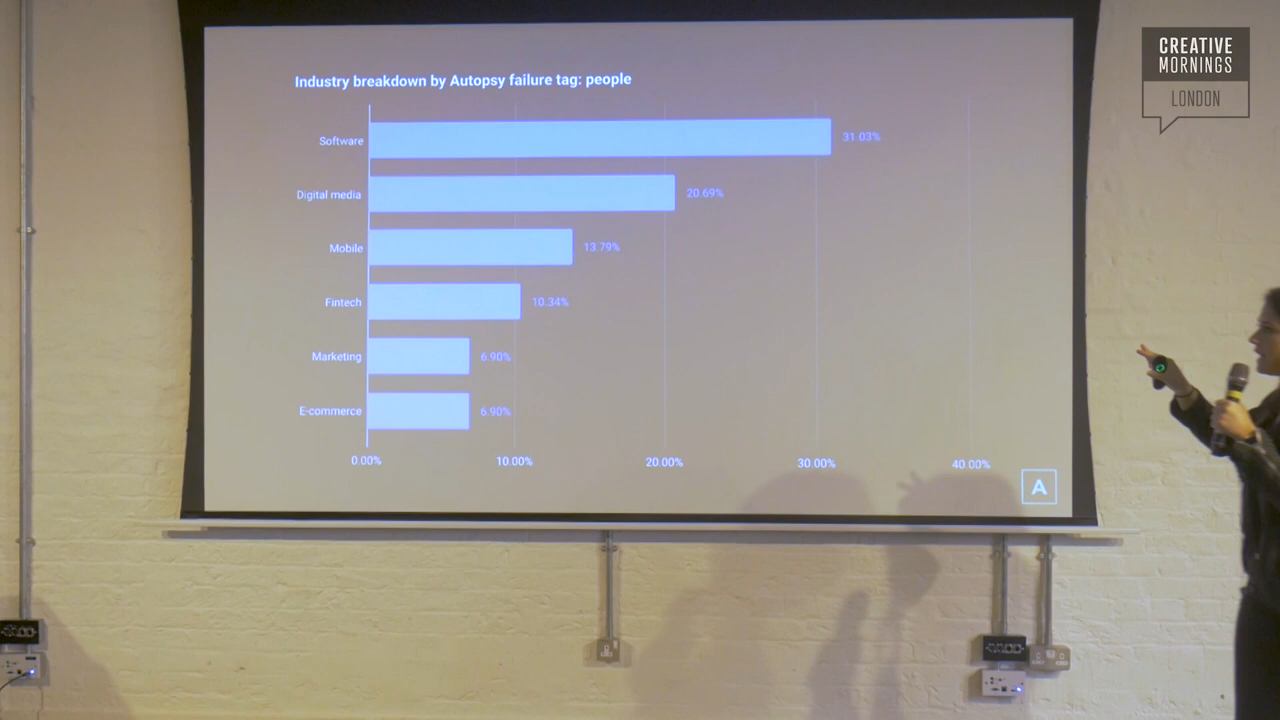 CREATIVE
MORNINGS
LONDON
Industry breakdown by Autopsy failure tag: people
Software 31.03%
Digital media 20.69%
Mobile 13.79%
Fintech 10.34%
Marketing 6.90%
E-commerce 6.90%
0.00% 10.00% 20.00% 30.00% 40.00%
A